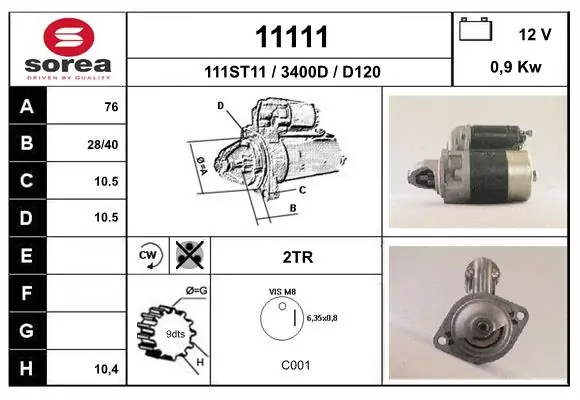 sorea
DRIVEN BY QUALITY
11111
111ST11 / 3400D / D120
12 V
0,9 Kw
A 76
B 28/40
C 10.5
D 10.5
E
F
G
H 10,4
D
Ø=A
C
B
CW
2TR
Ø=G
9dts
H
VIS M8
6,35x0,8
C001